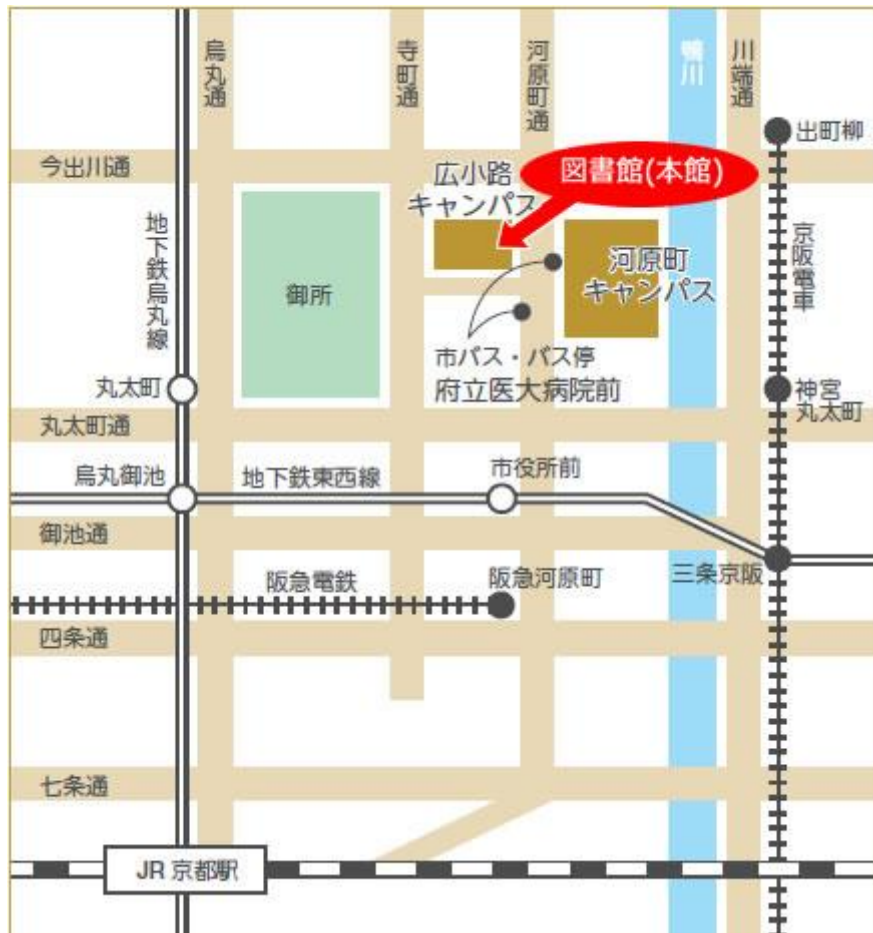 烏丸通
寺町通
河原町通
鴨川
川端通
出町柳
今出川通
広小路
キャンパス
図書館(本館)
地下鉄烏丸線
京阪電車
御所
河原町
キャンパス
市バス・バス停
府立医大病院前
丸太町
神宮
丸太町
丸太町通
烏丸御池
地下鉄東西線
市役所前
御池通
阪急電鉄
阪急河原町
三条京阪
四条通
七条通
JR 京都駅